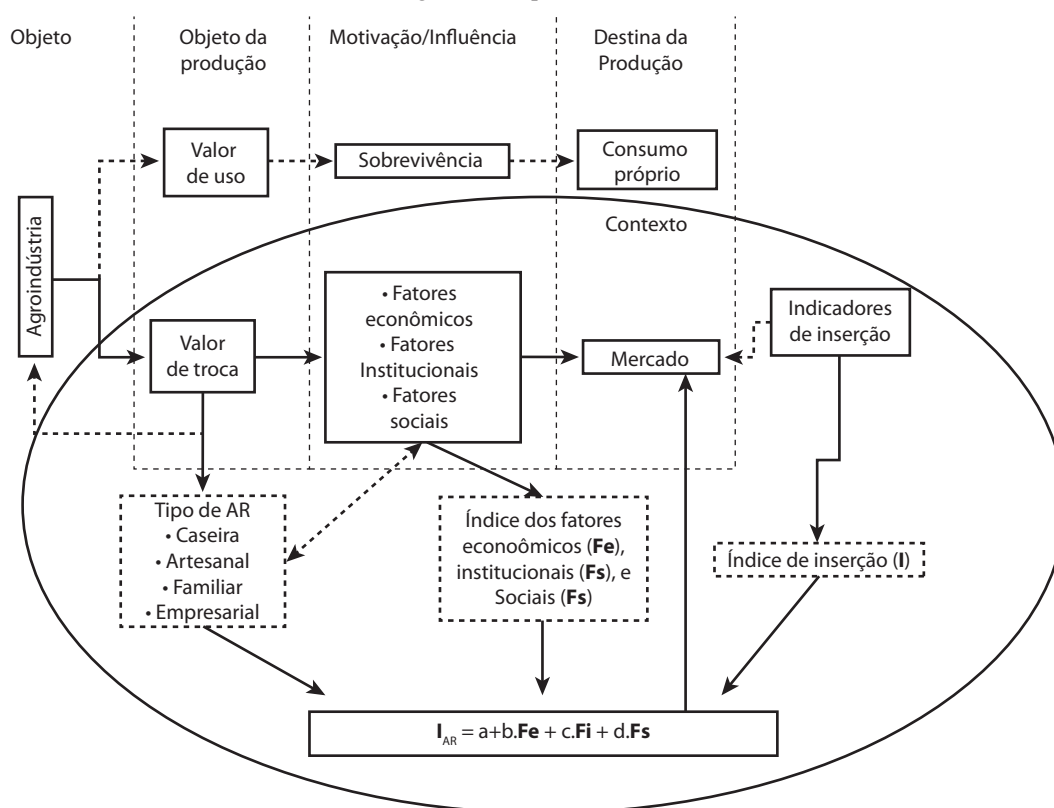 Objeto
Objeto da
produção
Motivação/Influência
Destina da
Produção
Valor
de uso
Sobrevivência
Consumo
próprio
Contexto
Agroindústria
Valor
de troca
• Fatores
econômicos
• Fatores
Institucionais
• Fatores
sociais
Mercado
Indicadores
de inserção
Tipo de AR
• Caseira
• Artesanal
• Familiar
• Empresarial
Índice dos fatores
econoômicos (Fe),
institucionais (Fs), e
Sociais (Fs)
Índice de inserção (I)
I AR = a+b.Fe + c.Fi + d.Fs